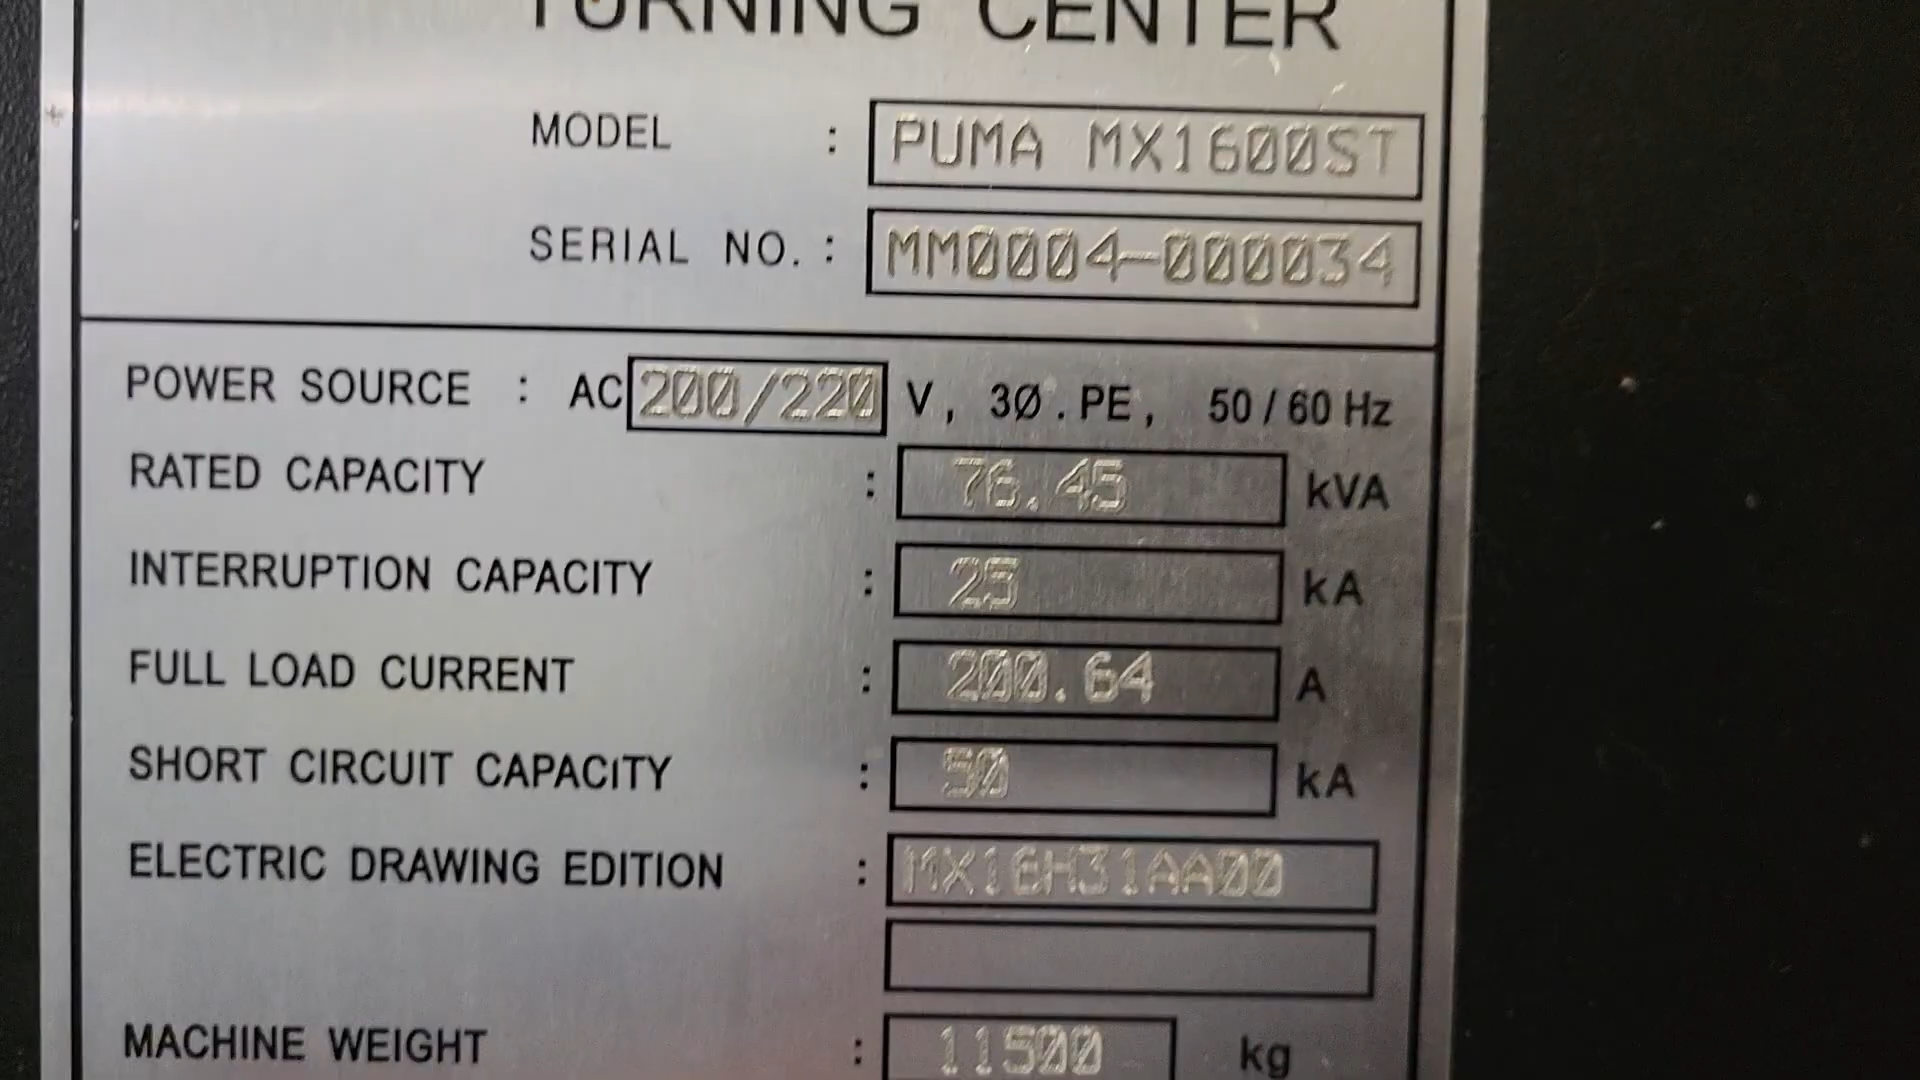 TURNING CENTER
MODEL : PUMA MX1600ST
SERIAL NO. : MM0004-000034
POWER SOURCE : AC 200/220 V, 3Ø.PE, 50/60 Hz
RATED CAPACITY : 76.45 kVA
INTERRUPTION CAPACITY : 25 kA
FULL LOAD CURRENT : 200.64 A
SHORT CIRCUIT CAPACITY : 50 kA
ELECTRIC DRAWING EDITION : MX16H31AA00
MACHINE WEIGHT : 11500 kg